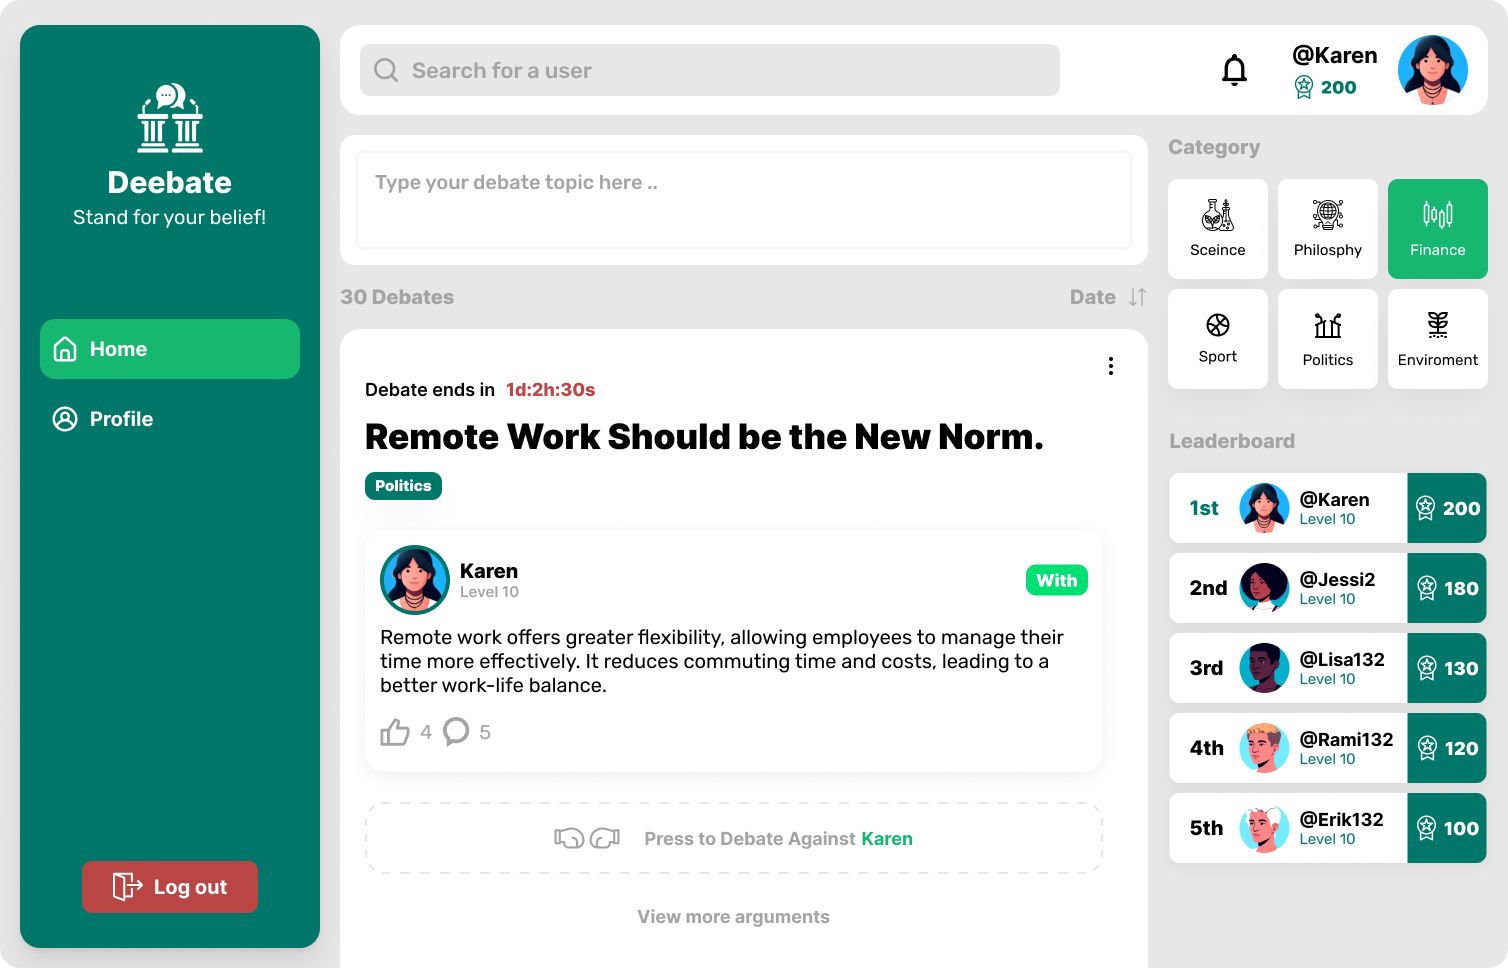 Deebate
Stand for your belief!
Home
Profile
Log out
Search for a user
@Karen
200
Type your debate topic here ..
30 Debates
Date
Debate ends in 1d:2h:30s
Remote Work Should be the New Norm.
Politics
Karen
Level 10
With
Remote work offers greater flexibility, allowing employees to manage their
time more effectively. It reduces commuting time and costs, leading to a
better work-life balance.
4 5
Press to Debate Against Karen
View more arguments
Category
Sceince
Philosphy
Finance
Sport
Politics
Enviroment
Leaderboard
1st
@Karen
Level 10
200
2nd
@Jessi2
Level 10
180
3rd
@Lisa132
Level 10
130
4th
@Rami132
Level 10
120
5th
@Erik132
Level 10
100